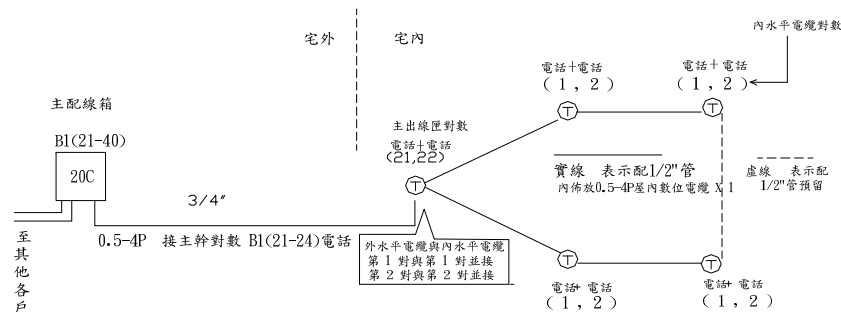 宅外
宅內
內水平電纜對數
電話+電話
(1,2)
電話+電話
(1,2)
主配線箱
B1(21-40)
20C
主出線匣對數
電話+電話
(21,22)
T
T
T
T
T
3/4"
實線 表示配1/2"管
內佈放0.5-4P屋內數位電纜 X 1
虛線 表示配
1/2"管預留
至其他各戶
0.5-4P 接主幹對數 B1(21-24)電話
外水平電纜與內水平電纜
第 1 對與第 1 對並接
第 2 對與第 2 對並接
電話+電話
(1,2)
電話+電話
(1,2)